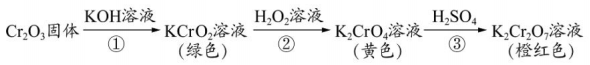 Cr₂O₃固体 —KOH溶液 ①→ KCrO₂溶液 —H₂O₂溶液 ②→ K₂CrO₄溶液 —H₂SO₄ ③→ K₂Cr₂O₇溶液
(绿色) (黄色) (橙红色)